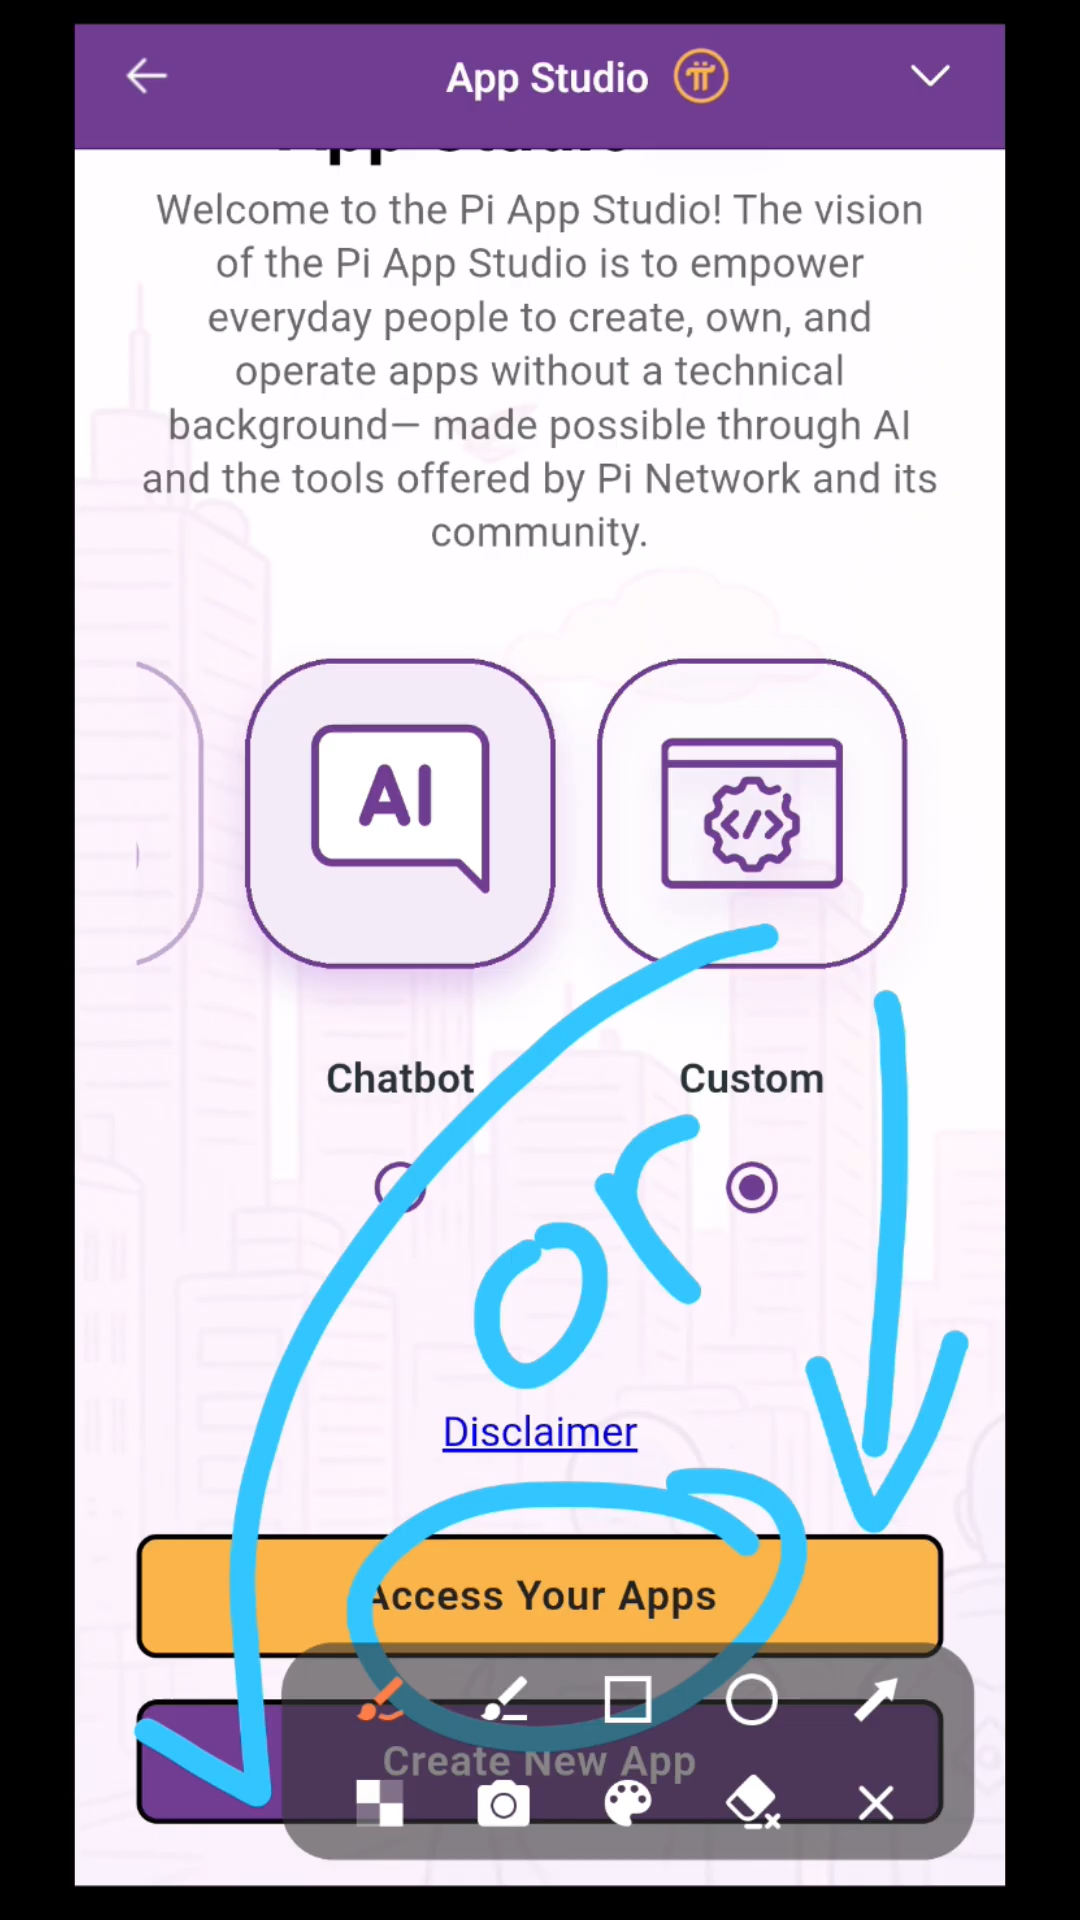 App Studio
App Studio
Welcome to the Pi App Studio! The vision
of the Pi App Studio is to empower
everyday people to create, own, and
operate apps without a technical
background— made possible through AI
and the tools offered by Pi Network and its
community.
AI
</>
Chatbot
Custom
or
Disclaimer
Access Your Apps
Create New App